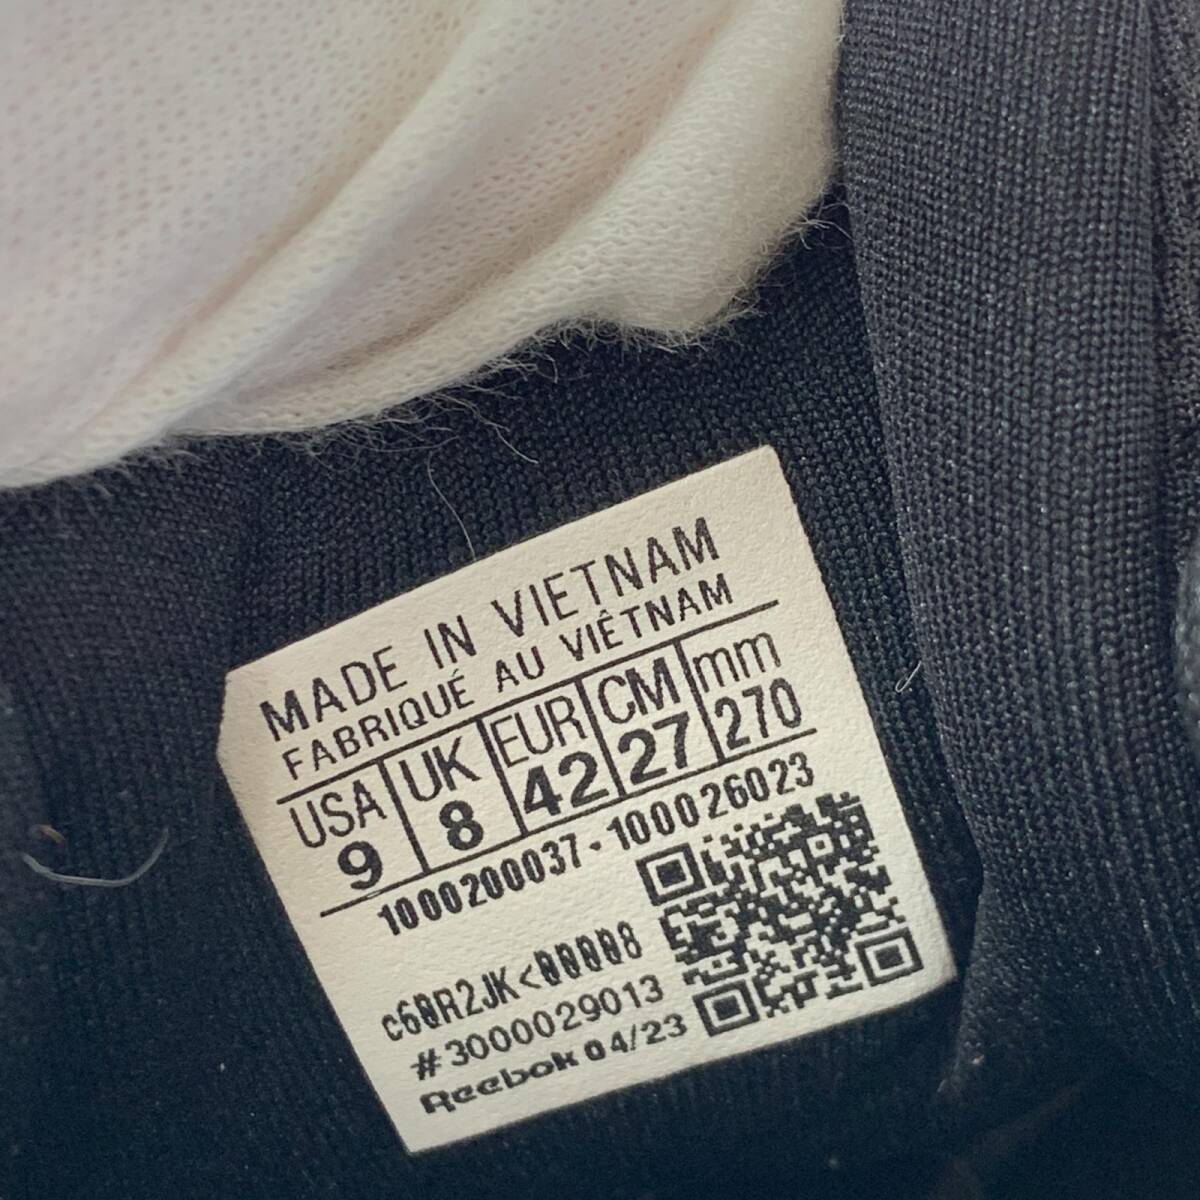 MADE IN VIETNAM
FABRIQUÉ AU VIÊTNAM
USA UK EUR CM mm
9 8 42 27 270
1000200037-100026023
c60R2JK<00008
#3000029013
Reebok 04/23